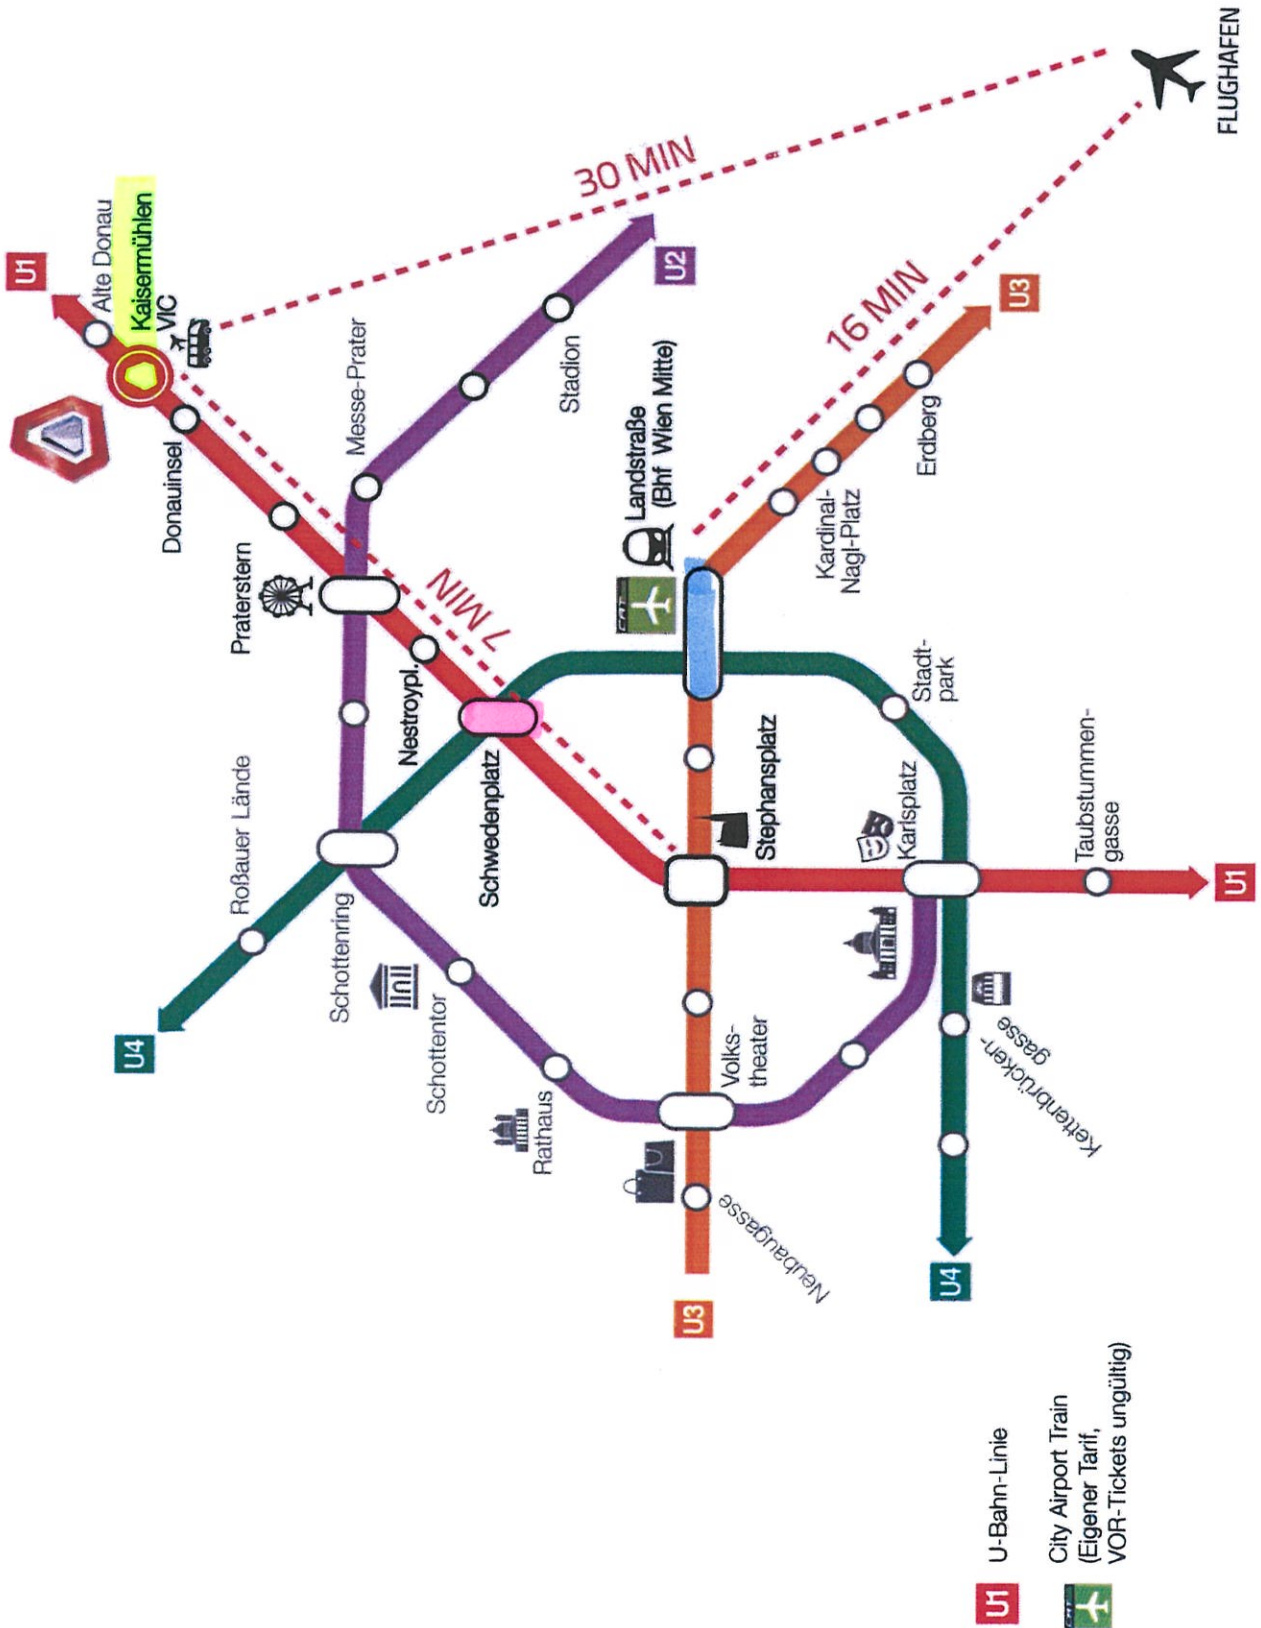 U1
Alte Donau
Kaisermühlen
VIC
Donauinsel
Praterstern
Messe-Prater
Stadion
U2
30 MIN
FLUGHAFEN
16 MIN
U3
Erdberg
Kardinal-
Nagl-Platz
Landstraße
(Bhf Wien Mitte)
7 MIN
Nestroypl.
Schwedenplatz
Roßauer Lände
U4
Schottenring
Schottentor
Rathaus
Volks-
theater
Neubaugasse
U3
Stephansplatz
Stadt-
park
Karlsplatz
Taubstummen-
gasse
U1
Kettenbrücken-
gasse
U4
U1
U-Bahn-Linie
CAT
City Airport Train
(Eigener Tarif,
VOR-Tickets ungültig)